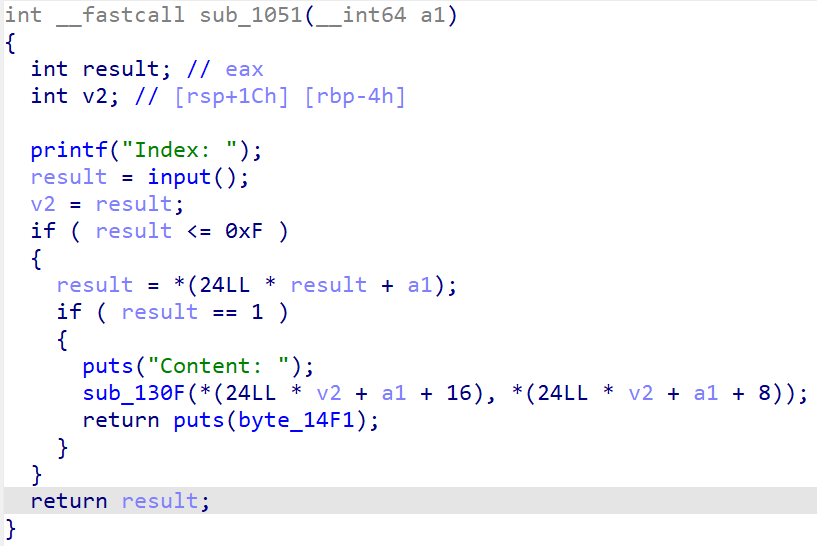 int __fastcall sub_1051(__int64 a1)
{
  int result; // eax
  int v2; // [rsp+1Ch] [rbp-4h]

  printf("Index: ");
  result = input();
  v2 = result;
  if ( result <= 0xF )
  {
    result = *(24LL * result + a1);
    if ( result == 1 )
    {
      puts("Content: ");
      sub_130F(*(24LL * v2 + a1 + 16), *(24LL * v2 + a1 + 8));
      return puts(byte_14F1);
    }
  }
  return result;
}